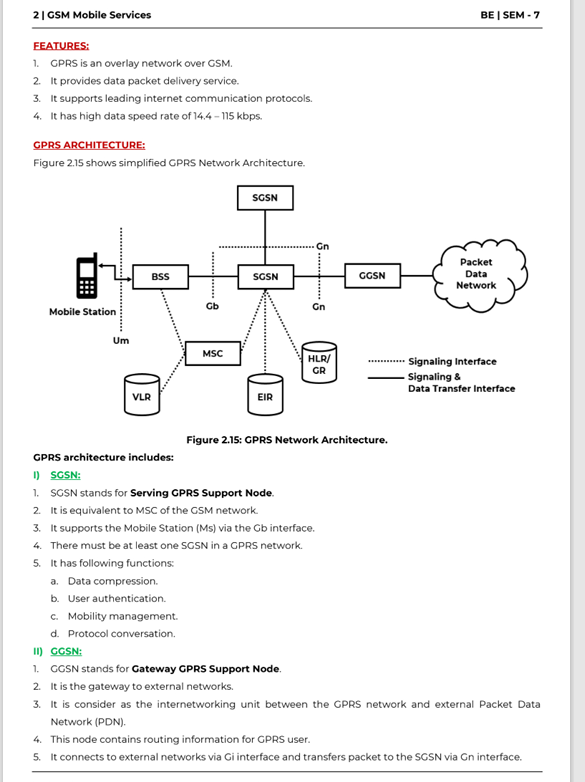 2 | GSM Mobile Services BE | SEM - 7
FEATURES:
1. GPRS is an overlay network over GSM.
2. It provides data packet delivery service.
3. It supports leading internet communication protocols.
4. It has high data speed rate of 14.4 – 115 kbps.
GPRS ARCHITECTURE:
Figure 2.15 shows simplified GPRS Network Architecture.
SGSN
Gn
BSS
SGSN
GGSN
Packet
Data
Network
Mobile Station
Gb
Gn
Um
MSC
HLR/
GR
VLR
EIR
Signaling Interface
Signaling &
Data Transfer Interface
Figure 2.15: GPRS Network Architecture.
GPRS architecture includes:
I) SGSN:
1. SGSN stands for Serving GPRS Support Node.
2. It is equivalent to MSC of the GSM network.
3. It supports the Mobile Station (Ms) via the Gb interface.
4. There must be at least one SGSN in a GPRS network.
5. It has following functions:
a. Data compression.
b. User authentication.
c. Mobility management.
d. Protocol conversation.
II) GGSN:
1. GGSN stands for Gateway GPRS Support Node.
2. It is the gateway to external networks.
3. It is consider as the internetworking unit between the GPRS network and external Packet Data
Network (PDN).
4. This node contains routing information for GPRS user.
5. It connects to external networks via Gi interface and transfers packet to the SGSN via Gn interface.